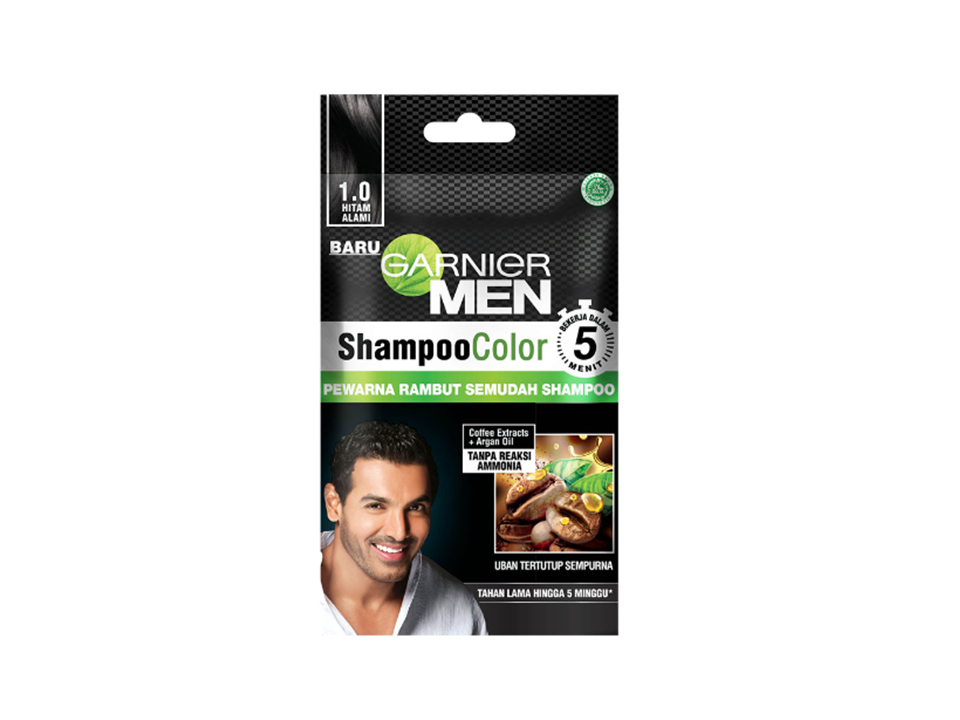 1.0
HITAM
ALAMI
BARU
GARNIER
MEN
BEKERJA DALAM
5
MENIT
ShampooColor
PEWARNA RAMBUT SEMUDAH SHAMPOO
Coffee Extracts
+ Argan Oil
TANPA REAKSI
AMMONIA
UBAN TERTUTUP SEMPURNA
TAHAN LAMA HINGGA 5 MINGGU*